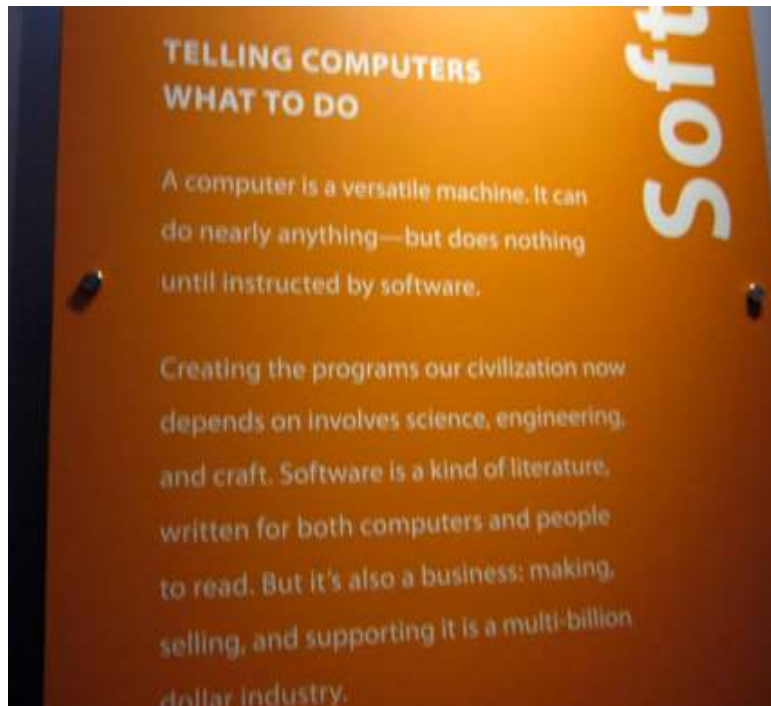 Soft
TELLING COMPUTERS
WHAT TO DO
A computer is a versatile machine. It can
do nearly anything—but does nothing
until instructed by software.
Creating the programs our civilization now
depends on involves science, engineering,
and craft. Software is a kind of literature,
written for both computers and people
to read. But it's also a business: making,
selling, and supporting it is a multi-billion
dollar industry.